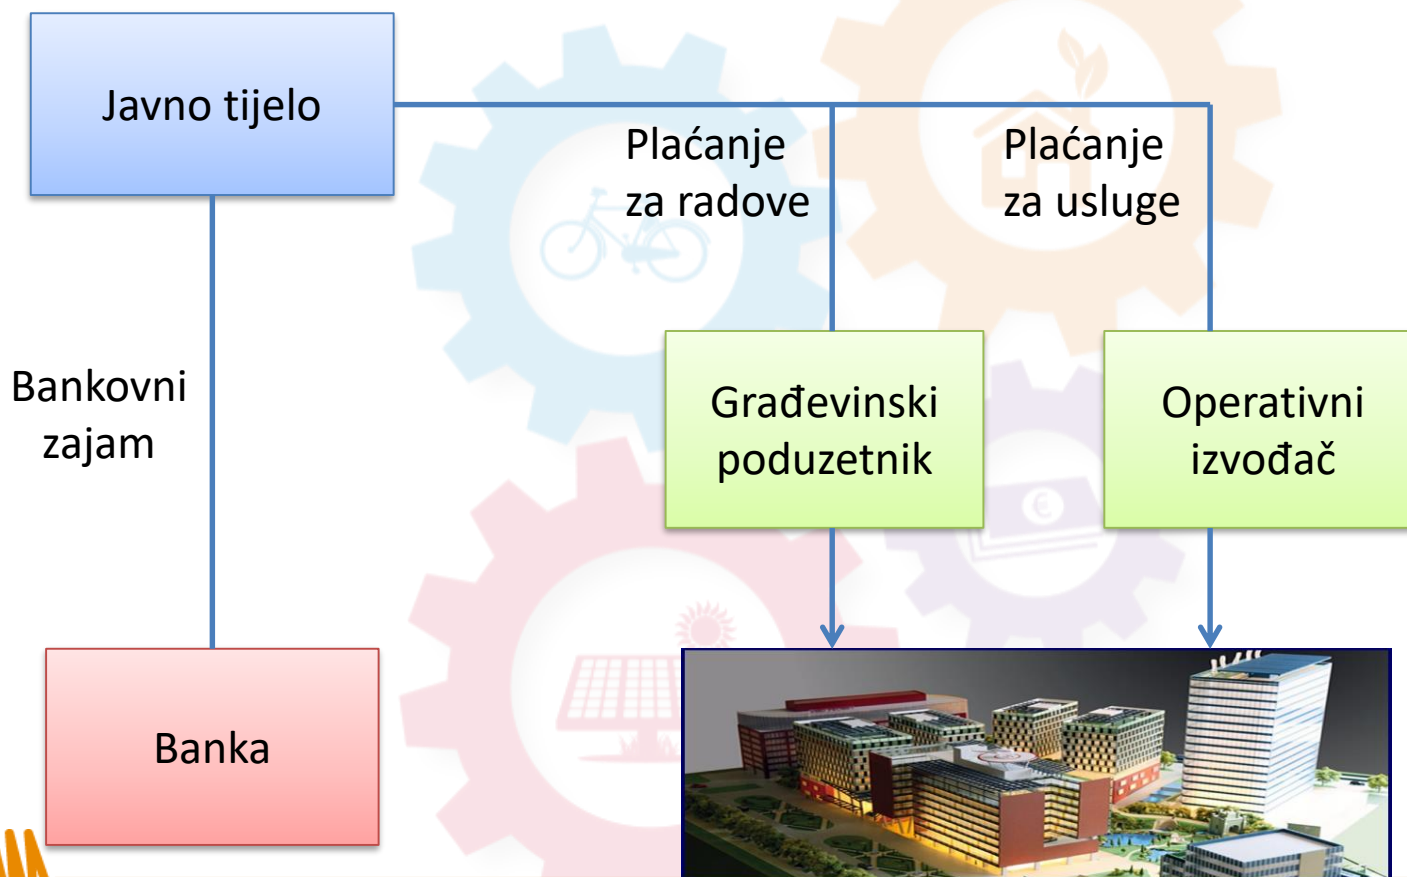 Javno tijelo
Plaćanje
za radove
Plaćanje
za usluge
Bankovni
zajam
Građevinski
poduzetnik
Operativni
izvođač
Banka
€